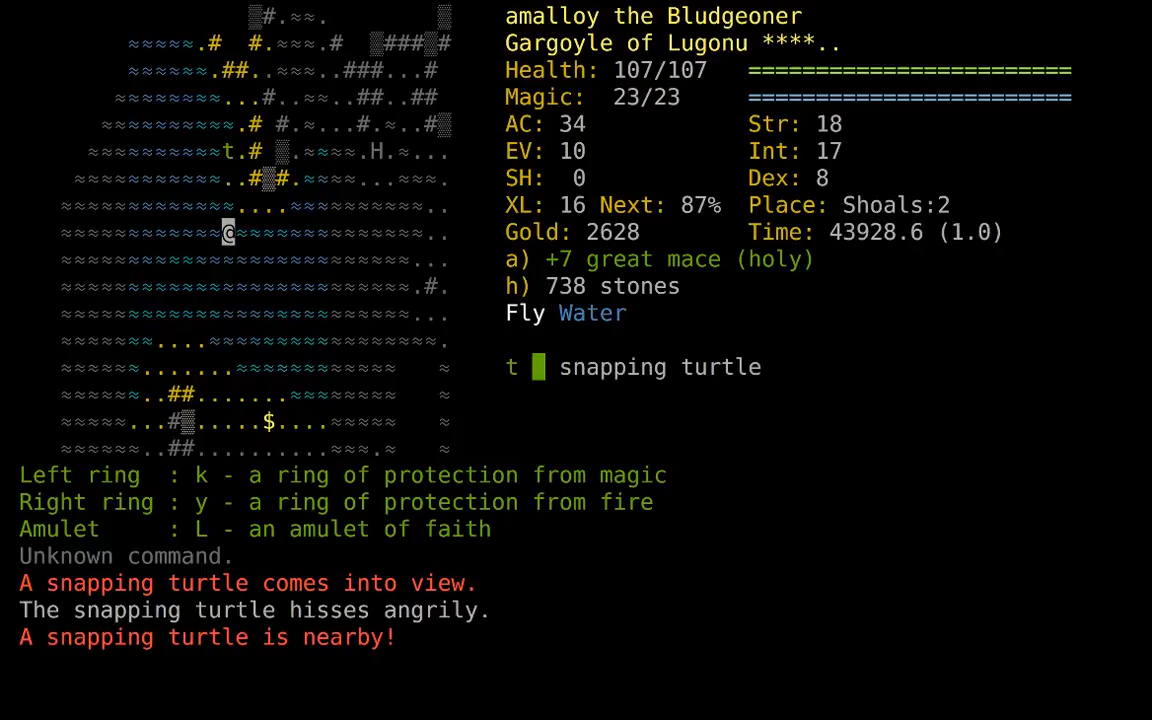 amalloy the Bludgeoner
Gargoyle of Lugonu ****..
Health: 107/107 ========================
Magic: 23/23 ========================
AC: 34 Str: 18
EV: 10 Int: 17
SH: 0 Dex: 8
XL: 16 Next: 87% Place: Shoals:2
Gold: 2628 Time: 43928.6 (1.0)
a) +7 great mace (holy)
h) 738 stones
Fly Water
t snapping turtle
Left ring : k - a ring of protection from magic
Right ring : y - a ring of protection from fire
Amulet : L - an amulet of faith
Unknown command.
A snapping turtle comes into view.
The snapping turtle hisses angrily.
A snapping turtle is nearby!